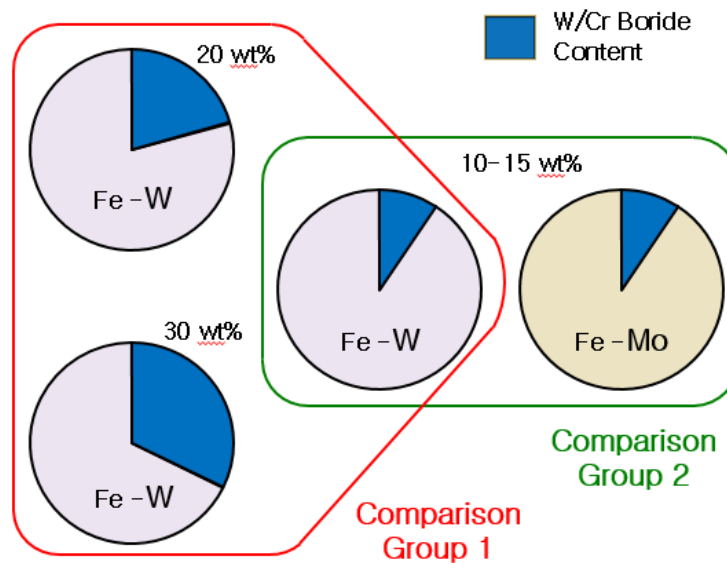 W/Cr Boride
Content
20 wt%
Fe-W
10-15 wt%
Fe-W
Fe-Mo
30 wt%
Fe-W
Comparison
Group 2
Comparison
Group 1